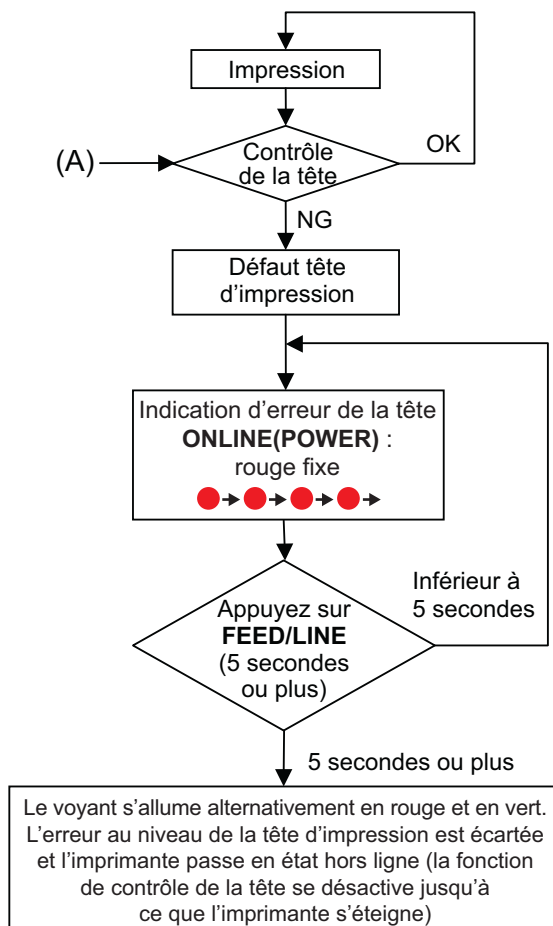 Impression
(A)
Contrôle
de la tête
OK
NG
Défaut tête
d’impression
Indication d’erreur de la tête
ONLINE(POWER) :
rouge fixe
Appuyez sur
FEED/LINE
(5 secondes
ou plus)
Inférieur à
5 secondes
5 secondes ou plus
Le voyant s’allume alternativement en rouge et en vert.
L’erreur au niveau de la tête d’impression est écartée
et l’imprimante passe en état hors ligne (la fonction
de contrôle de la tête se désactive jusqu’à
ce que l’imprimante s’éteigne)